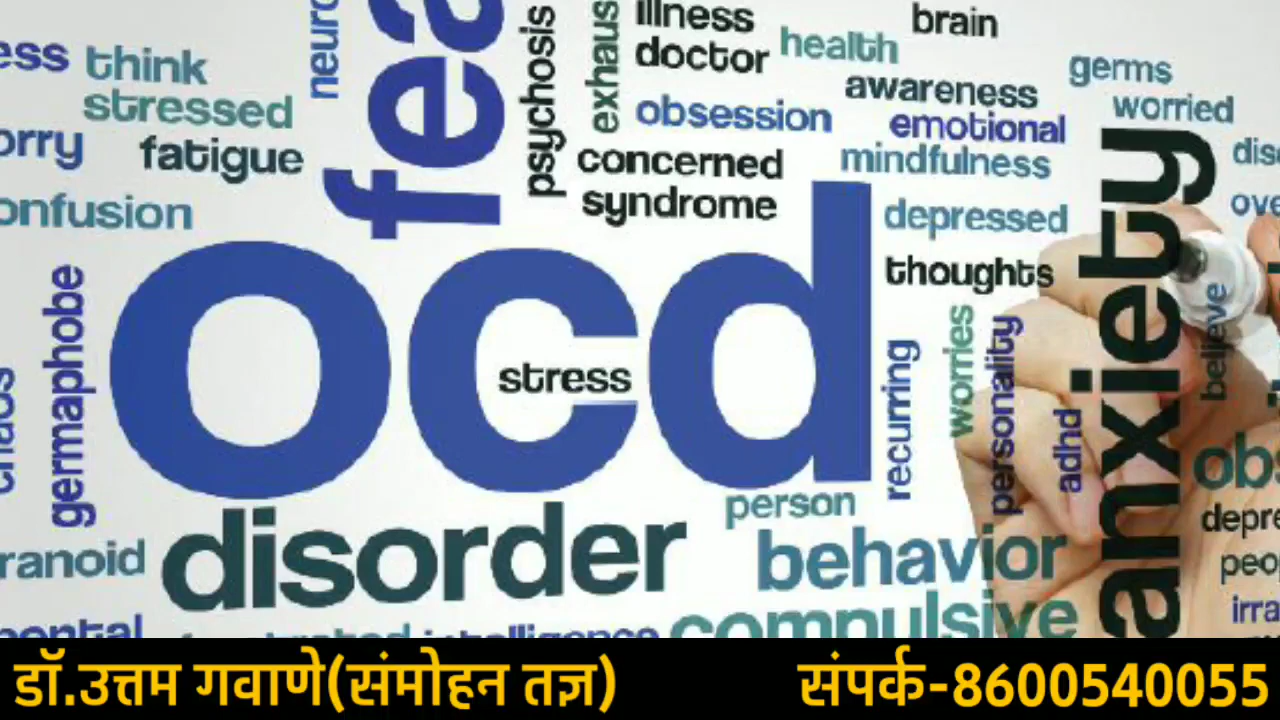 fea
neuro
psychosis
exhaus
illness
doctor
health
brain
ess
think
stressed
orry
fatigue
onfusion
obsession
concerned
syndrome
awareness
emotional
mindfulness
germs
worried
depressed
thoughts
anxiety
ocd
stress
germaphobe
recurring
worries
personality
adhd
believe
person
disorder
behavior
compulsive
ranoid
intelligence
obs
depre
peop
irra
डॉ.उत्तम गवाणे(संमोहन तज्ञ) संपर्क-8600540055